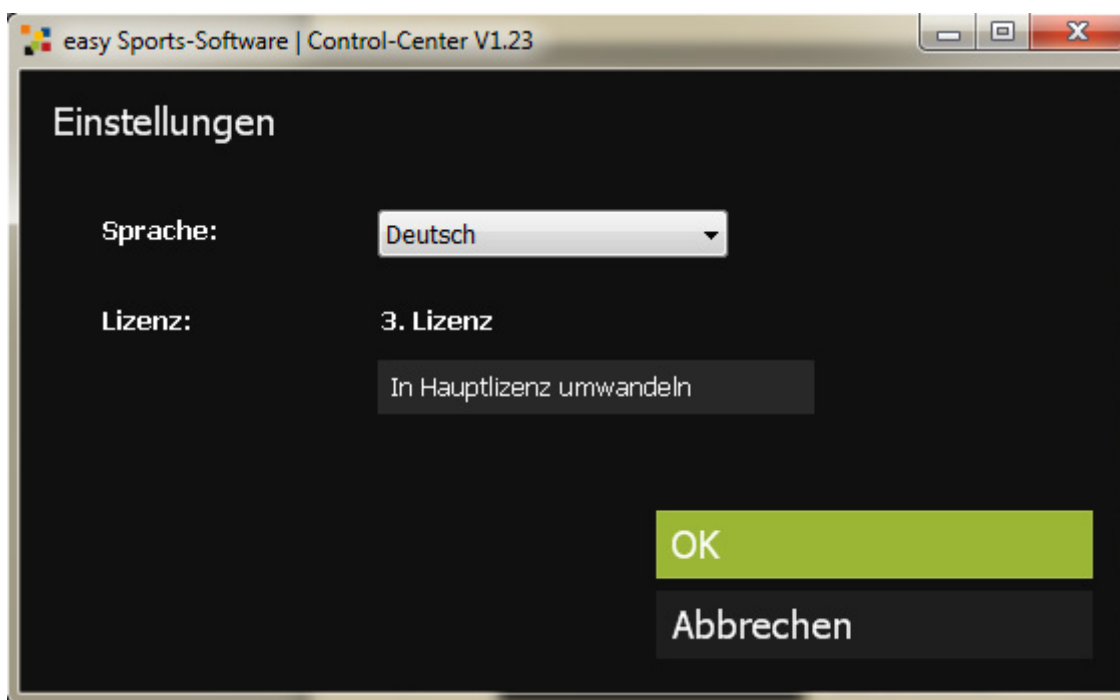 easy Sports-Software | Control-Center V1.23
Einstellungen
Sprache: Deutsch
Lizenz: 3. Lizenz
In Hauptlizenz umwandeln
OK
Abbrechen